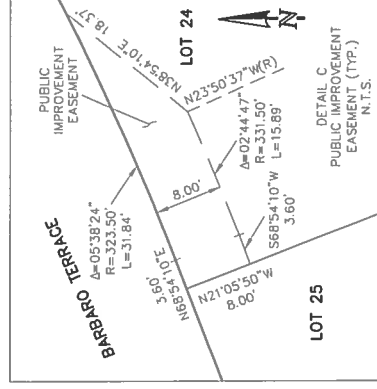 BARBARO TERRACE
PUBLIC
IMPROVEMENT
EASEMENT
18.37'
N38°54'10"E
LOT 24
N
Δ=05°38'24"
R=323.50'
L=31.84'
N23°50'37"W(R)
8.00'
Δ=02°44'47"
R=331.50'
L=15.89'
N68°54'10"E
3.60'
S68°54'10"W
3.60'
N21°05'50"W
8.00'
LOT 25
DETAIL C
PUBLIC IMPROVEMENT
EASEMENT (TYP.)
N.T.S.